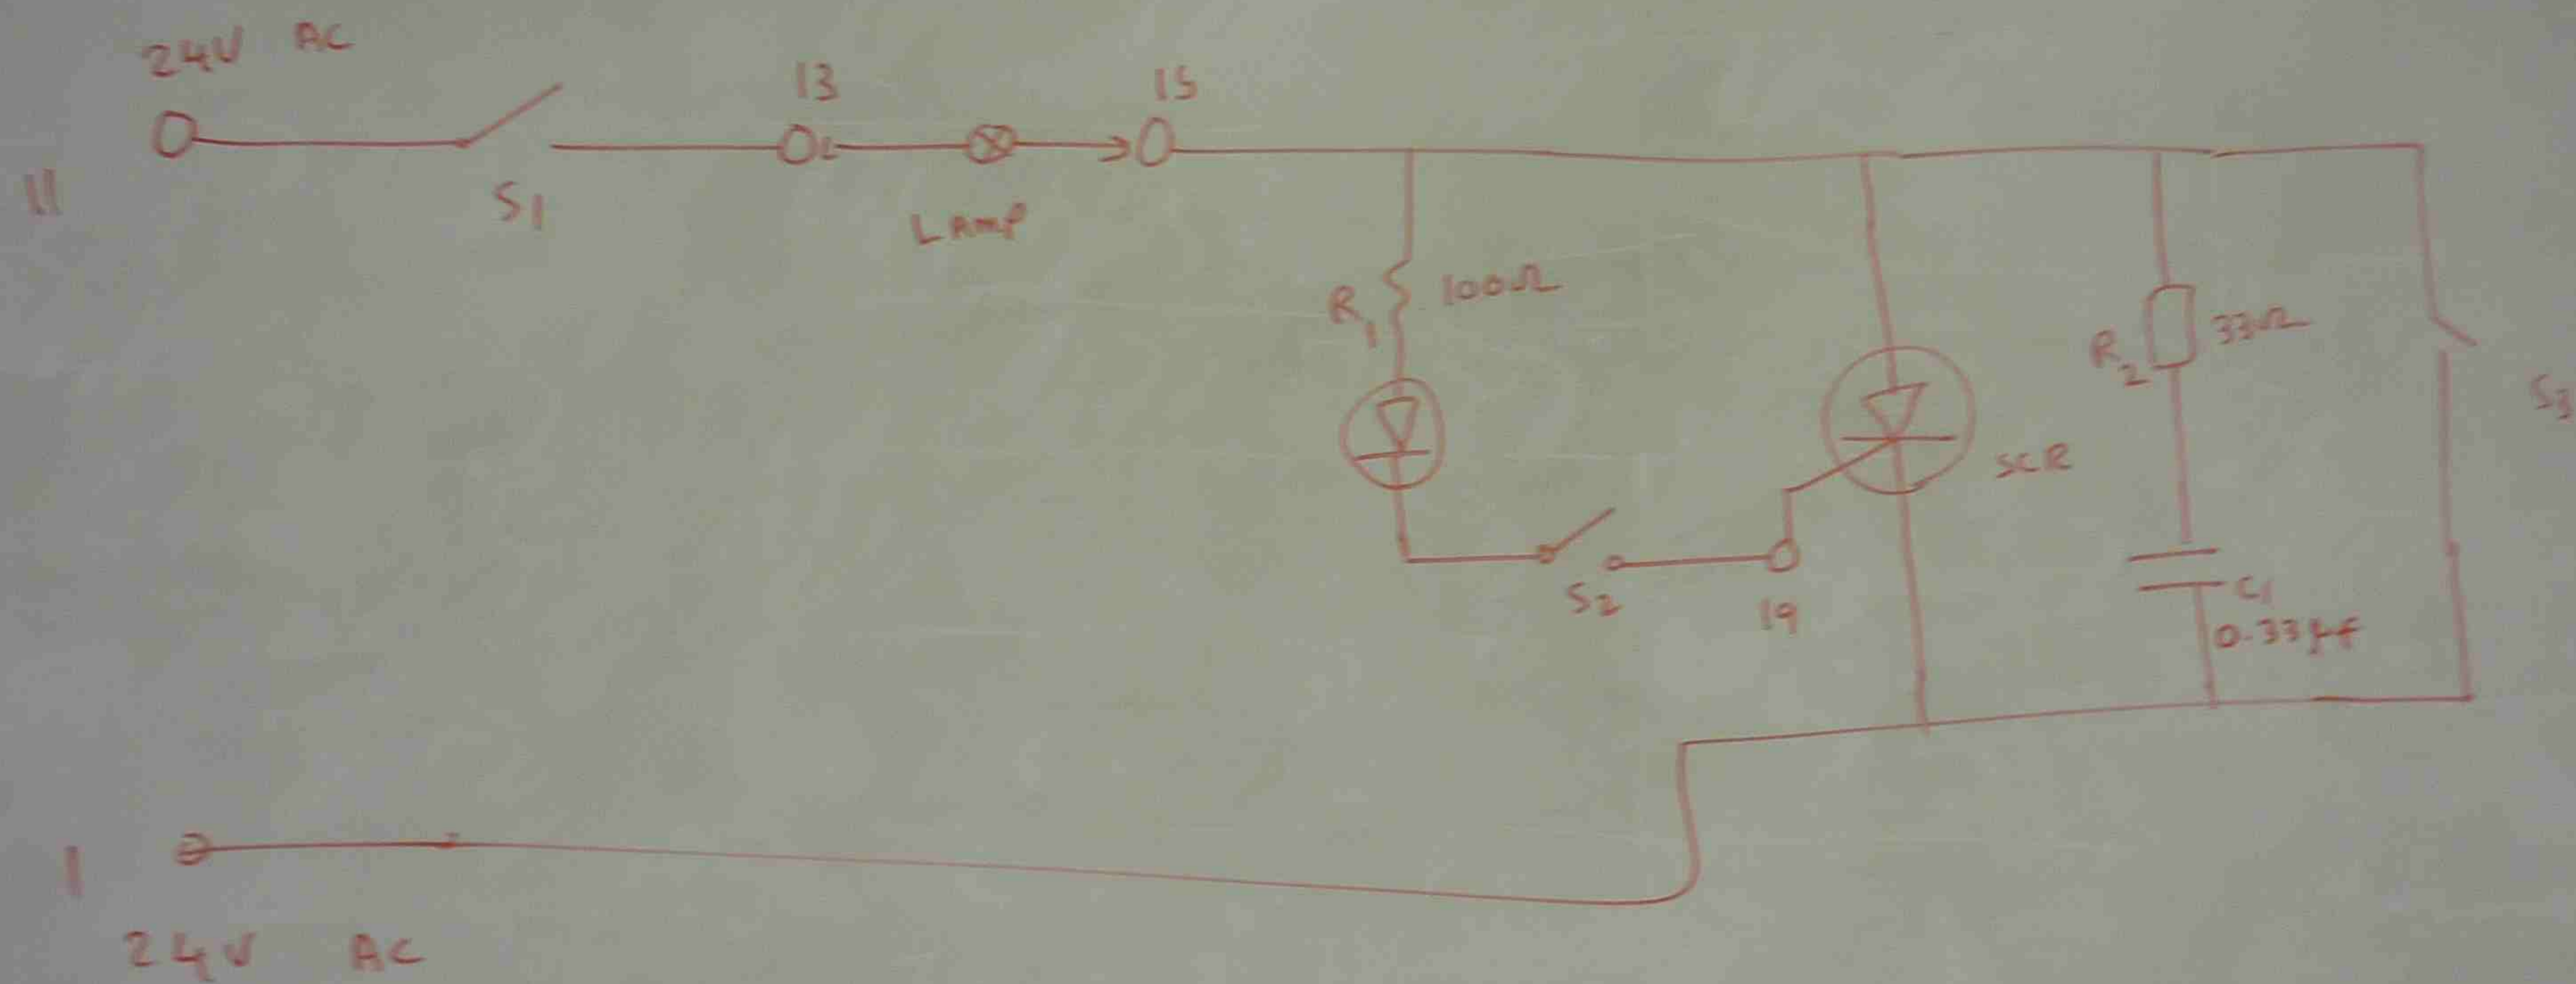 24V AC
11
S1
13
LAMP
15
R1
100Ω
S2
19
SCR
R2
33Ω
C1
0.33µf
S3
1
24V AC